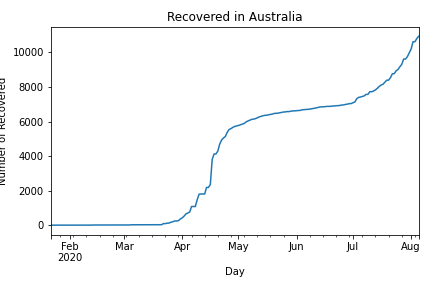 Recovered in Australia
Number of Recovered
10000
8000
6000
4000
2000
0
Feb Mar Apr May Jun Jul Aug
2020
Day